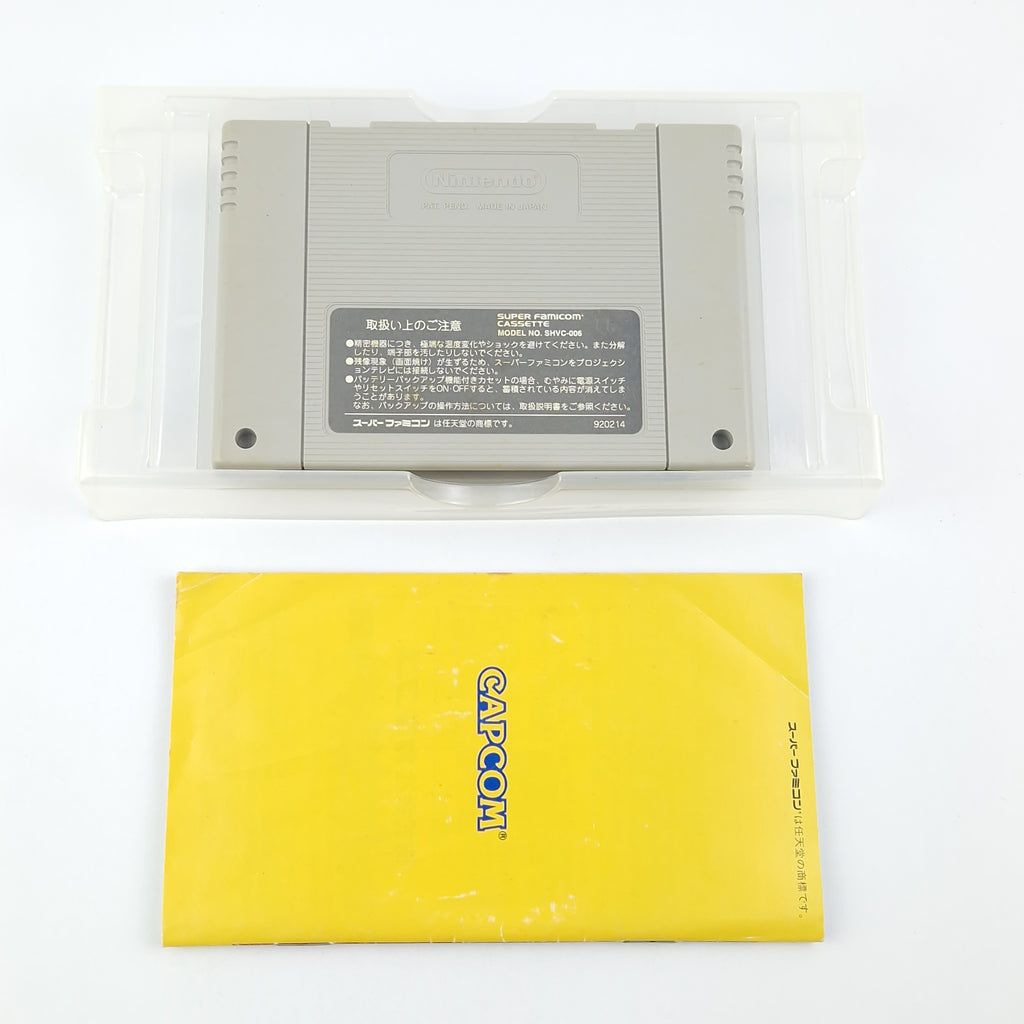 Nintendo
PAT. PEND. MADE IN JAPAN
取扱い上のご注意
SUPER FAMICOM
CASSETTE
MODEL NO. SHVC-006
●精密機器につき、極端な温度変化やショックを避けてください。また分解
したり、端子部を汚したりしないでください。
●残像現象(画面焼け)が生ずるため、スーパーファミコンをプロジェクシ
ョンテレビには接続しないでください。
●バッテリーバックアップ機能付きカセットの場合、むやみに電源スイッチ
やリセットスイッチをON・OFFすると、蓄積されている内容が消えてしま
うことがあります。
なお、バックアップの操作方法については、取扱説明書をご参照ください。
スーパーファミコンは任天堂の商標です。
920214
CAPCOM®
スーパーファミコンは任天堂の商標です。